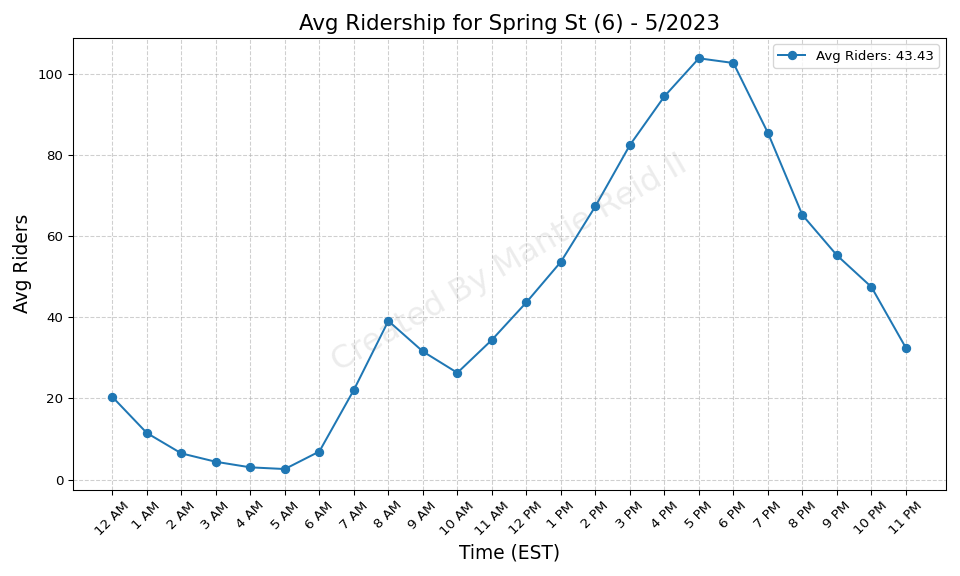 Avg Ridership for Spring St (6) - 5/2023
Avg Riders: 43.43
Avg Riders
100
80
60
40
20
0
Created By Mantje Reid II
12 AM
1 AM
2 AM
3 AM
4 AM
5 AM
6 AM
7 AM
8 AM
9 AM
10 AM
11 AM
12 PM
1 PM
2 PM
3 PM
4 PM
5 PM
6 PM
7 PM
8 PM
9 PM
10 PM
11 PM
Time (EST)